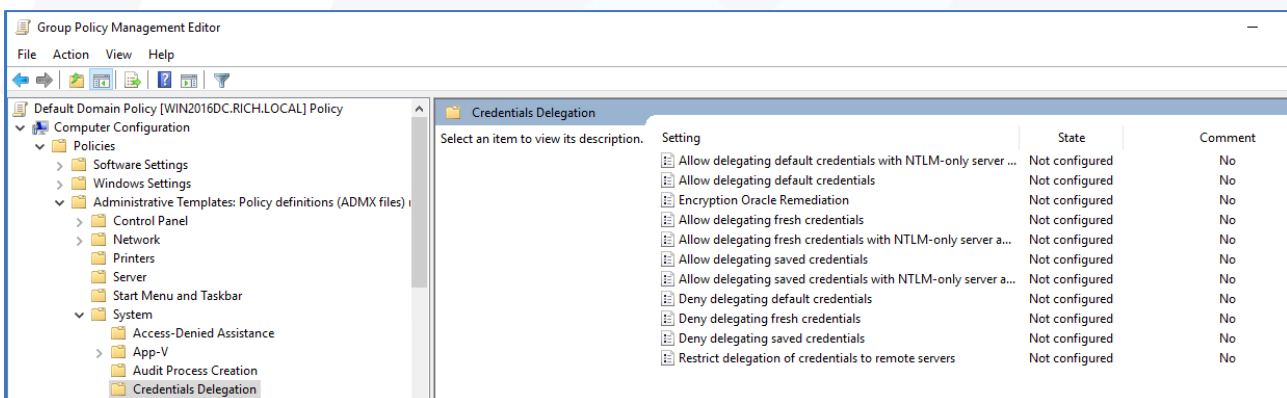 Group Policy Management Editor
File Action View Help
Default Domain Policy [WIN2016DC.RICH.LOCAL] Policy
Computer Configuration
Policies
Software Settings
Windows Settings
Administrative Templates: Policy definitions (ADMX files)
Control Panel
Network
Printers
Server
Start Menu and Taskbar
System
Access-Denied Assistance
App-V
Audit Process Creation
Credentials Delegation
Credentials Delegation
Select an item to view its description.
Setting State Comment
Allow delegating default credentials with NTLM-only server ... Not configured No
Allow delegating default credentials Not configured No
Encryption Oracle Remediation Not configured No
Allow delegating fresh credentials Not configured No
Allow delegating fresh credentials with NTLM-only server a... Not configured No
Allow delegating saved credentials Not configured No
Allow delegating saved credentials with NTLM-only server a... Not configured No
Deny delegating default credentials Not configured No
Deny delegating fresh credentials Not configured No
Deny delegating saved credentials Not configured No
Restrict delegation of credentials to remote servers Not configured No